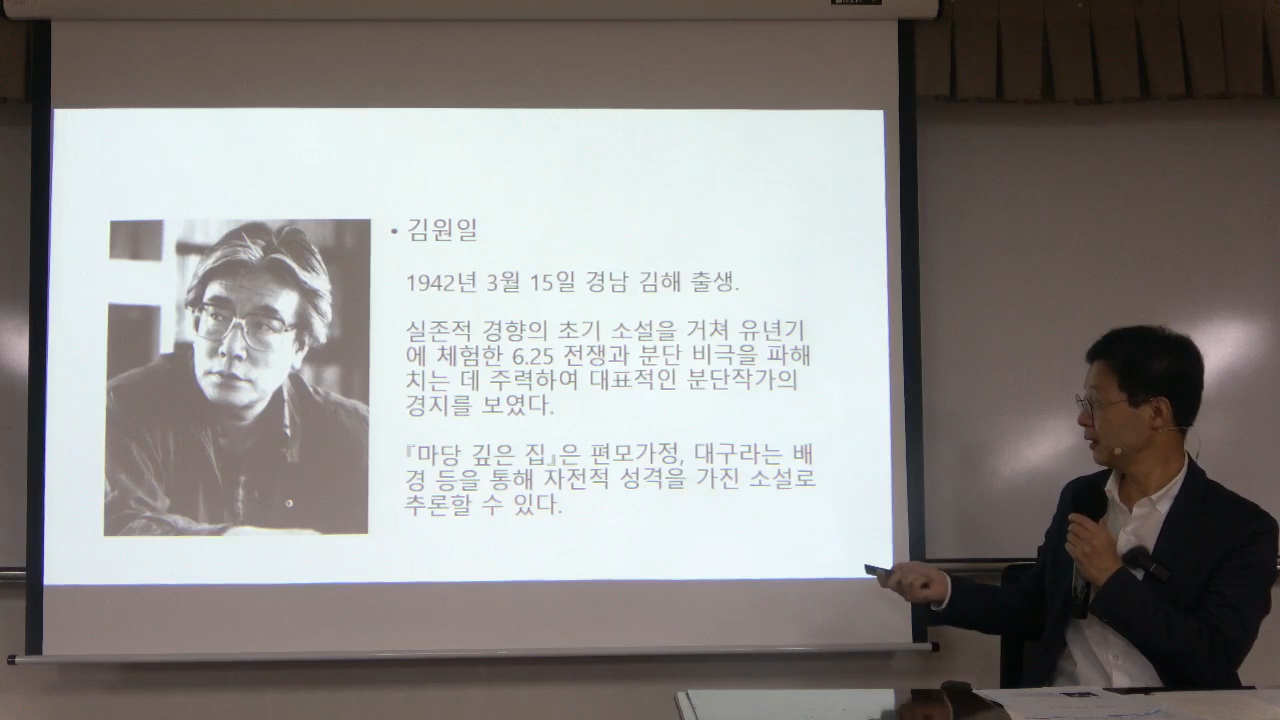 • 김원일
1942년 3월 15일 경남 김해 출생.
실존적 경향의 초기 소설을 거쳐 유년기
에 체험한 6.25 전쟁과 분단 비극을 파헤
치는 데 주력하여 대표적인 분단작가의
경지를 보였다.
『마당 깊은 집』은 편모가정, 대구라는 배
경 등을 통해 자전적 성격을 가진 소설로
추론할 수 있다.